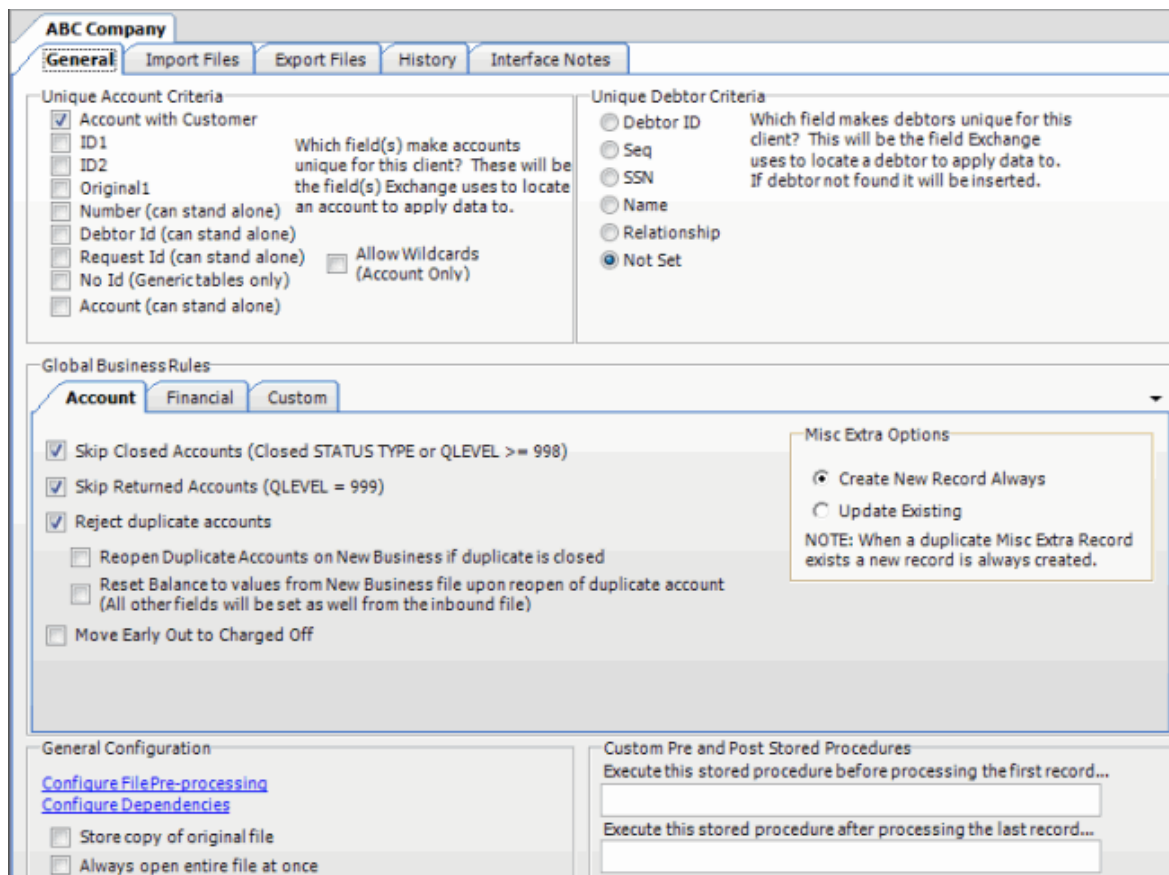 ABC Company
General
Import Files
Export Files
History
Interface Notes
Unique Account Criteria
Account with Customer
ID1
ID2
Original1
Number (can stand alone)
Debtor Id (can stand alone)
Request Id (can stand alone)
No Id (Generic tables only)
Account (can stand alone)
Which field(s) make accounts
unique for this client? These will be
the field(s) Exchange uses to locate
an account to apply data to.
Allow Wildcards
(Account Only)
Unique Debtor Criteria
Debtor ID
Seq
SSN
Name
Relationship
Not Set
Which field makes debtors unique for this
client? This will be the field Exchange
uses to locate a debtor to apply data to.
If debtor not found it will be inserted.
Global Business Rules
Account
Financial
Custom
Skip Closed Accounts (Closed STATUS TYPE or QLEVEL >= 998)
Skip Returned Accounts (QLEVEL = 999)
Reject duplicate accounts
Reopen Duplicate Accounts on New Business if duplicate is closed
Reset Balance to values from New Business file upon reopen of duplicate account
(All other fields will be set as well from the inbound file)
Move Early Out to Charged Off
Misc Extra Options
Create New Record Always
Update Existing
NOTE: When a duplicate Misc Extra Record
exists a new record is always created.
General Configuration
Configure File Pre-processing
Configure Dependencies
Store copy of original file
Always open entire file at once
Custom Pre and Post Stored Procedures
Execute this stored procedure before processing the first record...
Execute this stored procedure after processing the last record...